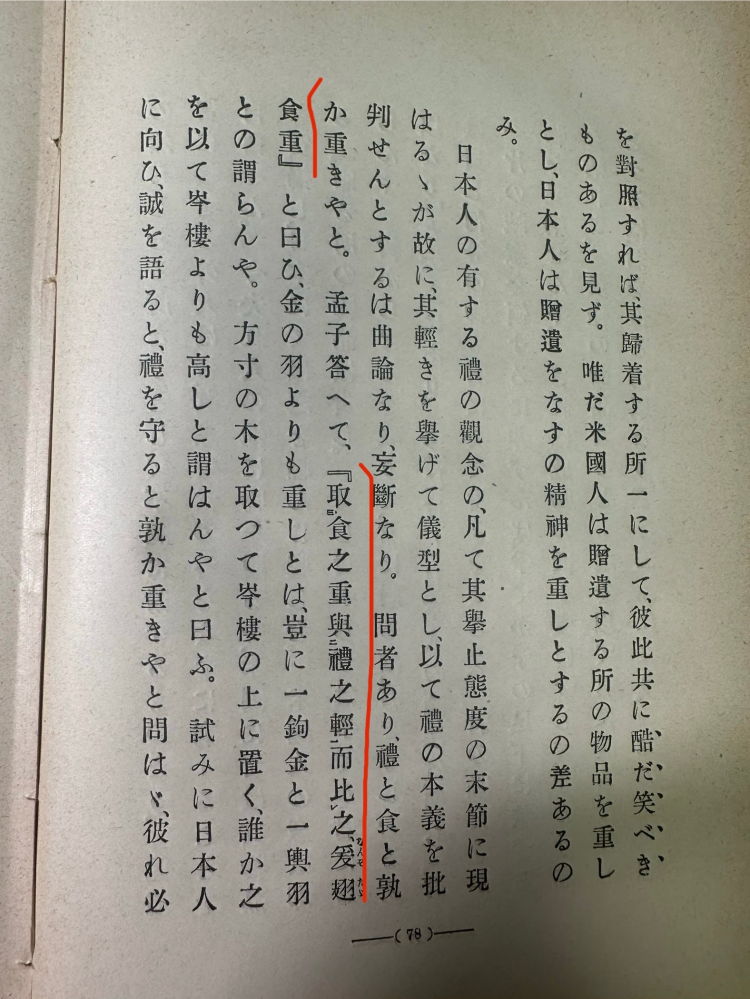 を對照すれば、其歸着する所一にして、彼此共に酷だ笑べき
ものあるを見ず。唯だ米國人は贈遺する所の物品を重し
とし、日本人は贈遺をなすの精神を重しとするの差あるの
み。
日本人の有する禮の觀念の、凡て其擧止態度の末節に現
はるゝが故に、其輕きを擧げて儀型とし、以て禮の本義を批
判せんとするは曲論なり、妄斷なり。問者あり、禮と食と孰
か重きやと。孟子答へて、『取三食之重與二禮之輕一而比レ之、奚翅
なんぞ たゞ
食重』と曰ひ、金の羽よりも重しとは、豈に一鉤金と一輿羽
との謂らんや。方寸の木を取つて岑樓の上に置く、誰か之
を以て岑樓よりも高しと謂はんやと曰ふ。試みに日本人
に向ひ、誠を語ると、禮を守ると孰か重きやと問はゞ、彼れ必
(78)